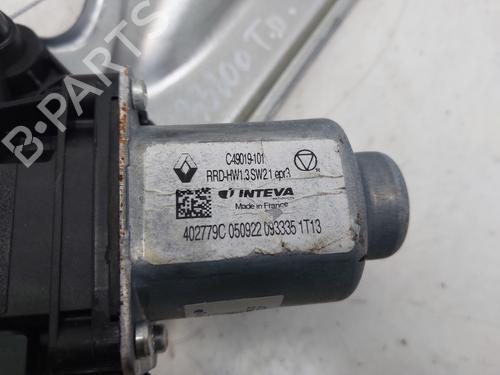 C49019-101
RRD-HW1.3 SW2.1 epr3
INTEVA
Made in France
402779C 050922 093335 1T13
B-PARTS